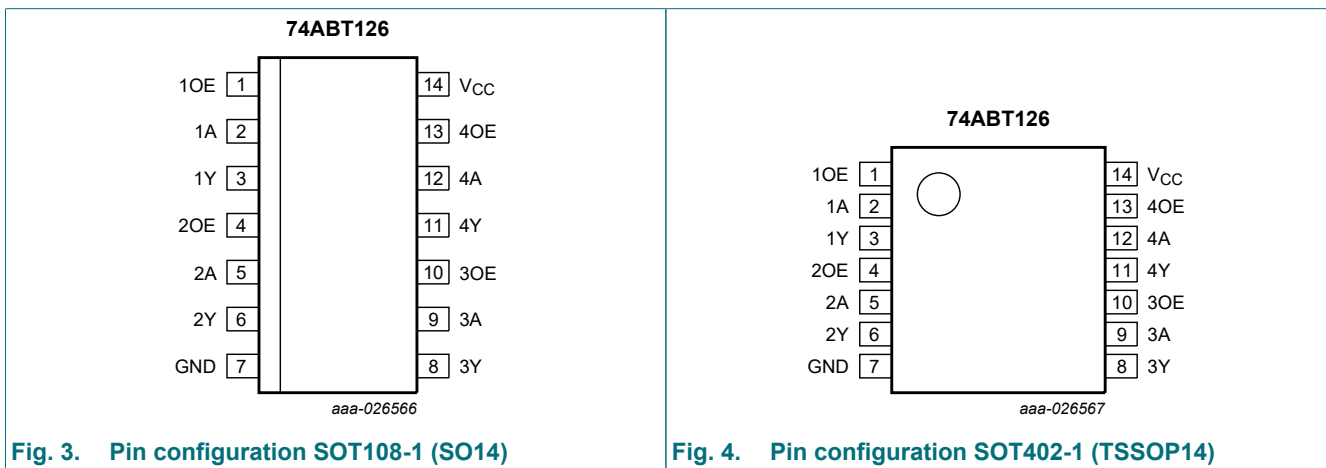 74ABT126
1OE 1
14 VCC
1A 2
13 4OE
1Y 3
12 4A
2OE 4
11 4Y
2A 5
10 3OE
2Y 6
9 3A
GND 7
8 3Y
aaa-026566
Fig. 3. Pin configuration SOT108-1 (SO14)
74ABT126
1OE 1
14 VCC
1A 2
13 4OE
1Y 3
12 4A
2OE 4
11 4Y
2A 5
10 3OE
2Y 6
9 3A
GND 7
8 3Y
aaa-026567
Fig. 4. Pin configuration SOT402-1 (TSSOP14)